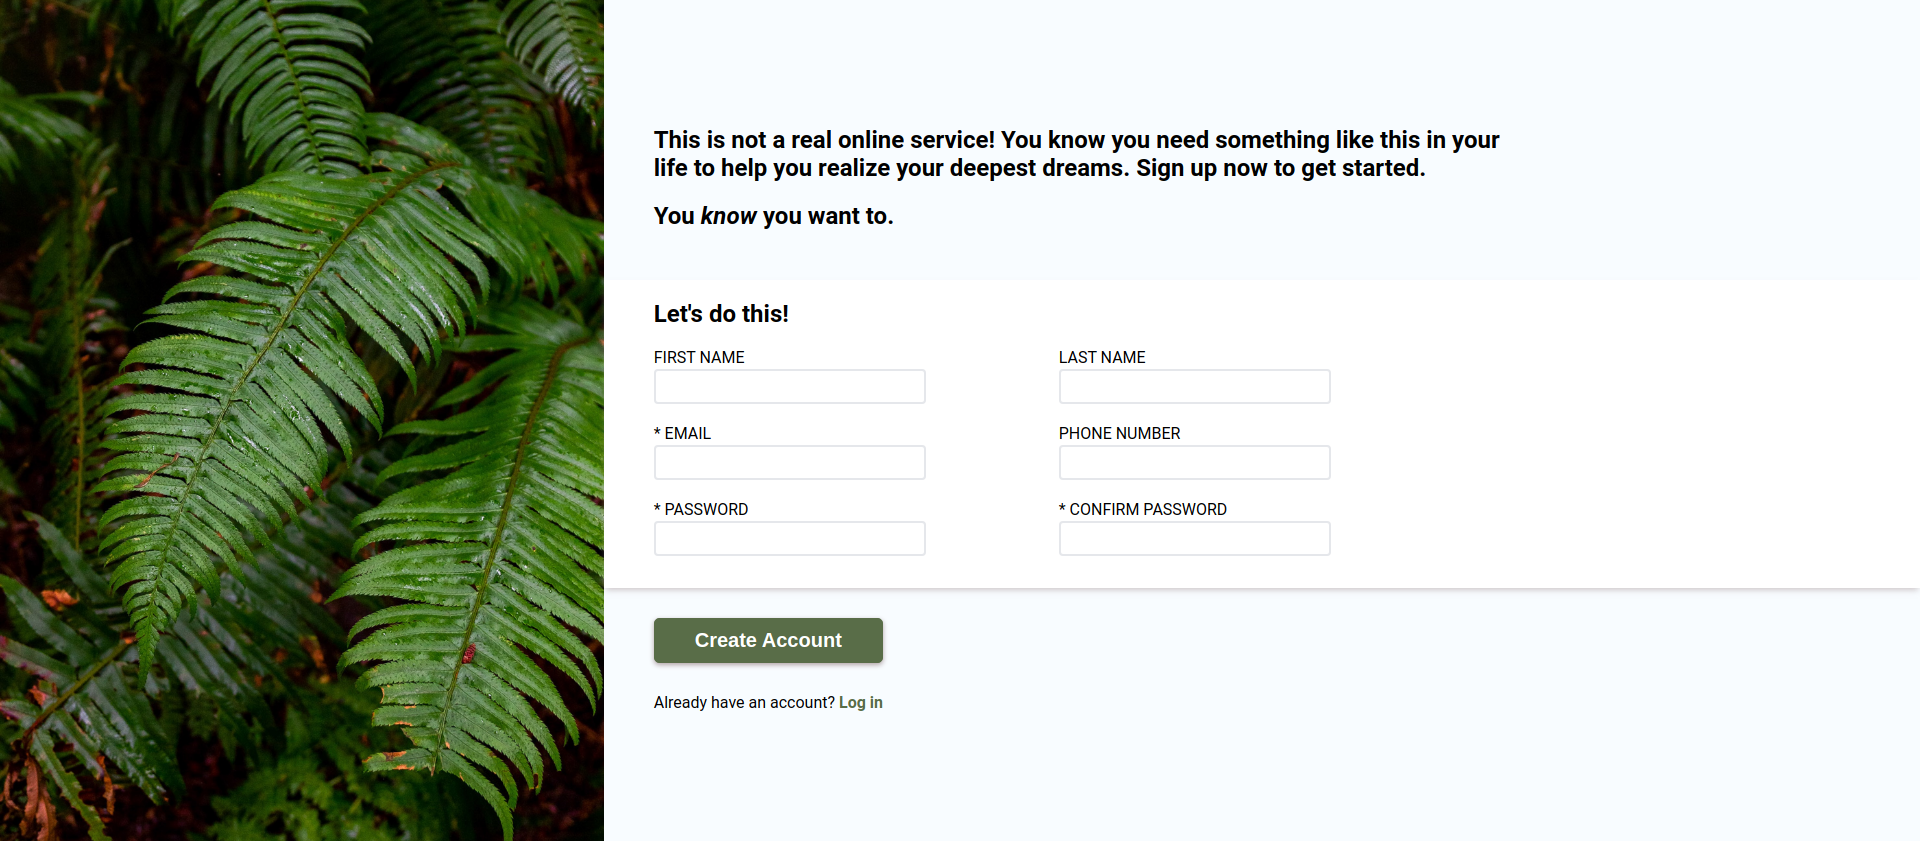 This is not a real online service! You know you need something like this in your
life to help you realize your deepest dreams. Sign up now to get started.
You know you want to.
Let's do this!
FIRST NAME
LAST NAME
* EMAIL
PHONE NUMBER
* PASSWORD
* CONFIRM PASSWORD
Create Account
Already have an account? Log in